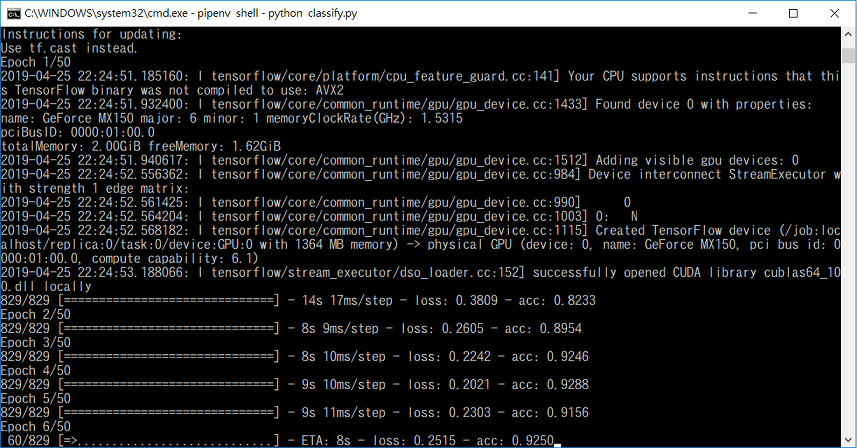 C:\WINDOWS\system32\cmd.exe - pipenv  shell - python  classify.py
Instructions for updating:
Use tf.cast instead.
Epoch 1/50
2019-04-25 22:24:51.185160: I tensorflow/core/platform/cpu_feature_guard.cc:141] Your CPU supports instructions that thi
s TensorFlow binary was not compiled to use: AVX2
2019-04-25 22:24:51.932400: I tensorflow/core/common_runtime/gpu/gpu_device.cc:1433] Found device 0 with properties:
name: GeForce MX150 major: 6 minor: 1 memoryClockRate(GHz): 1.5315
pciBusID: 0000:01:00.0
totalMemory: 2.00GiB freeMemory: 1.62GiB
2019-04-25 22:24:51.940617: I tensorflow/core/common_runtime/gpu/gpu_device.cc:1512] Adding visible gpu devices: 0
2019-04-25 22:24:52.556362: I tensorflow/core/common_runtime/gpu/gpu_device.cc:984] Device interconnect StreamExecutor w
ith strength 1 edge matrix:
2019-04-25 22:24:52.561425: I tensorflow/core/common_runtime/gpu/gpu_device.cc:990]      0
2019-04-25 22:24:52.564204: I tensorflow/core/common_runtime/gpu/gpu_device.cc:1003] 0:   N
2019-04-25 22:24:52.568182: I tensorflow/core/common_runtime/gpu/gpu_device.cc:1115] Created TensorFlow device (/job:loc
alhost/replica:0/task:0/device:GPU:0 with 1364 MB memory) -> physical GPU (device: 0, name: GeForce MX150, pci bus id: 0
000:01:00.0, compute capability: 6.1)
2019-04-25 22:24:53.188066: I tensorflow/stream_executor/dso_loader.cc:152] successfully opened CUDA library cublas64_10
0.dll locally
829/829 [==============================] - 14s 17ms/step - loss: 0.3809 - acc: 0.8233
Epoch 2/50
829/829 [==============================] - 8s 9ms/step - loss: 0.2605 - acc: 0.8954
Epoch 3/50
829/829 [==============================] - 8s 10ms/step - loss: 0.2242 - acc: 0.9246
Epoch 4/50
829/829 [==============================] - 9s 10ms/step - loss: 0.2021 - acc: 0.9288
Epoch 5/50
829/829 [==============================] - 9s 11ms/step - loss: 0.2303 - acc: 0.9156
Epoch 6/50
 60/829 [=>............................] - ETA: 8s - loss: 0.2515 - acc: 0.9250